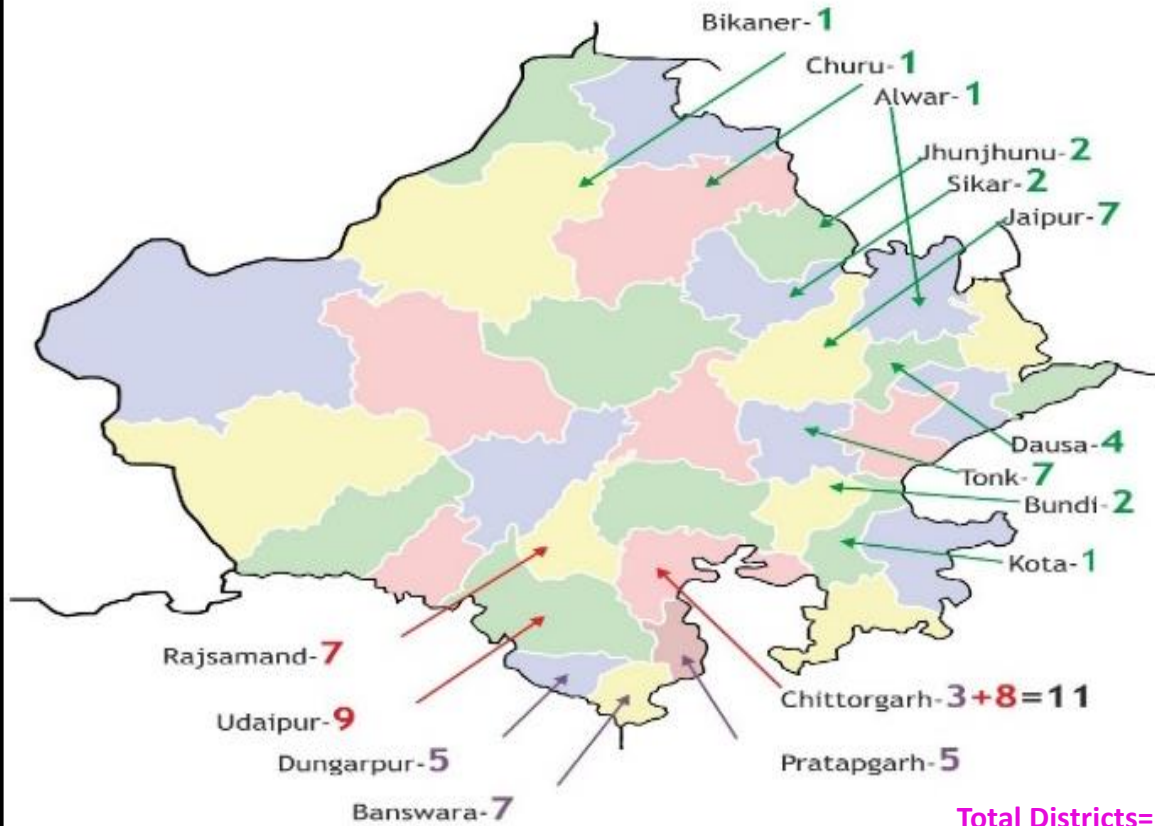 Bikaner-1
Churu-1
Alwar-1
Jhunjhunu-2
Sikar-2
Jaipur-7
Dausa-4
Tonk-7
Bundi-2
Kota-1
Rajsamand-7
Chittorgarh-3+8=11
Udaipur-9
Dungarpur-5
Pratapgarh-5
Banswara-7
Total Districts=